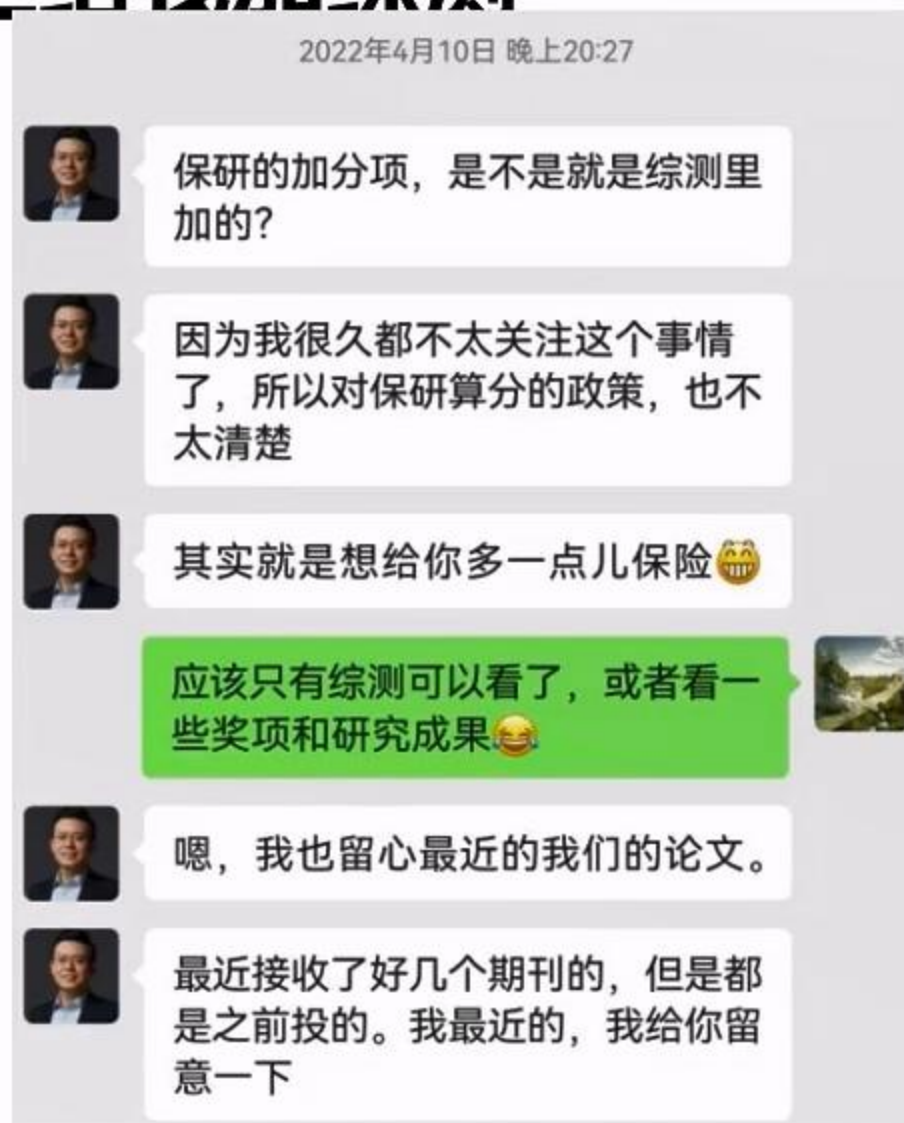 2022年4月10日 晚上20:27
保研的加分项，是不是就是综测里
加的？
因为我很久都不太关注这个事情
了，所以对保研算分的政策，也不
太清楚
其实就是想给你多一点儿保险😁
应该只有综测可以看了，或者看一
些奖项和研究成果😂
嗯，我也留心最近的我们的论文。
最近接收了好几个期刊的，但是都
是之前投的。我最近的，我给你留
意一下